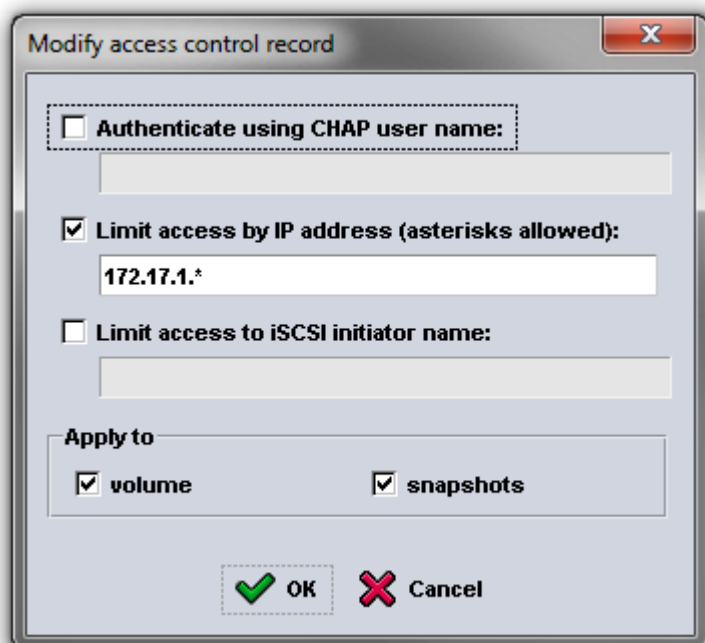 Modify access control record
Authenticate using CHAP user name:
Limit access by IP address (asterisks allowed):
172.17.1.*
Limit access to iSCSI initiator name:
Apply to
volume snapshots
OK Cancel